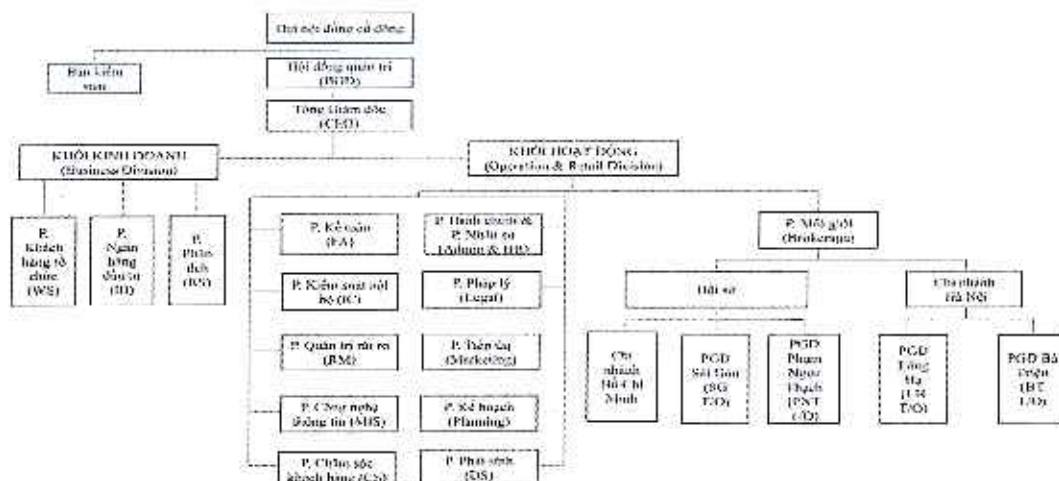 Đại hội đồng cổ đông
Ban kiểm
soát
Hội đồng quản trị
(BOD)
Tổng Giám đốc
(CEO)
KHỐI KINH DOANH
(Business Division)
KHỐI HOẠT ĐỘNG
(Operation & Retail Division)
P.
Khách
hàng tổ
chức
(WS)
P.
Ngân
hàng
đầu tư
(IB)
P.
Phân
tích
(RS)
P. Kế toán
(FA)
P. Hành chính &
P. Nhân sự
(Admin & HR)
P. Môi giới
(Brokerage)
P. Kiểm soát nội
bộ (IC)
P. Pháp lý
(Legal)
Hội sở
Chi nhánh
Hà Nội
P. Quản trị rủi ro
(RM)
P. Tiếp thị
(Marketing)
Chi
nhánh
Hồ Chí
Minh
PGD
Sài Gòn
(SG
T/O)
PGD
Phạm
Ngọc
Thạch
(PNT
T/O)
PGD
Láng
Hạ
(LH
T/O)
PGD Bà
Triệu
(BT
T/O)
P. Công nghệ
thông tin (MIS)
P. Kế hoạch
(Planning)
P. Chăm sóc
khách hàng (CS)
P. Phái sinh
(DS)